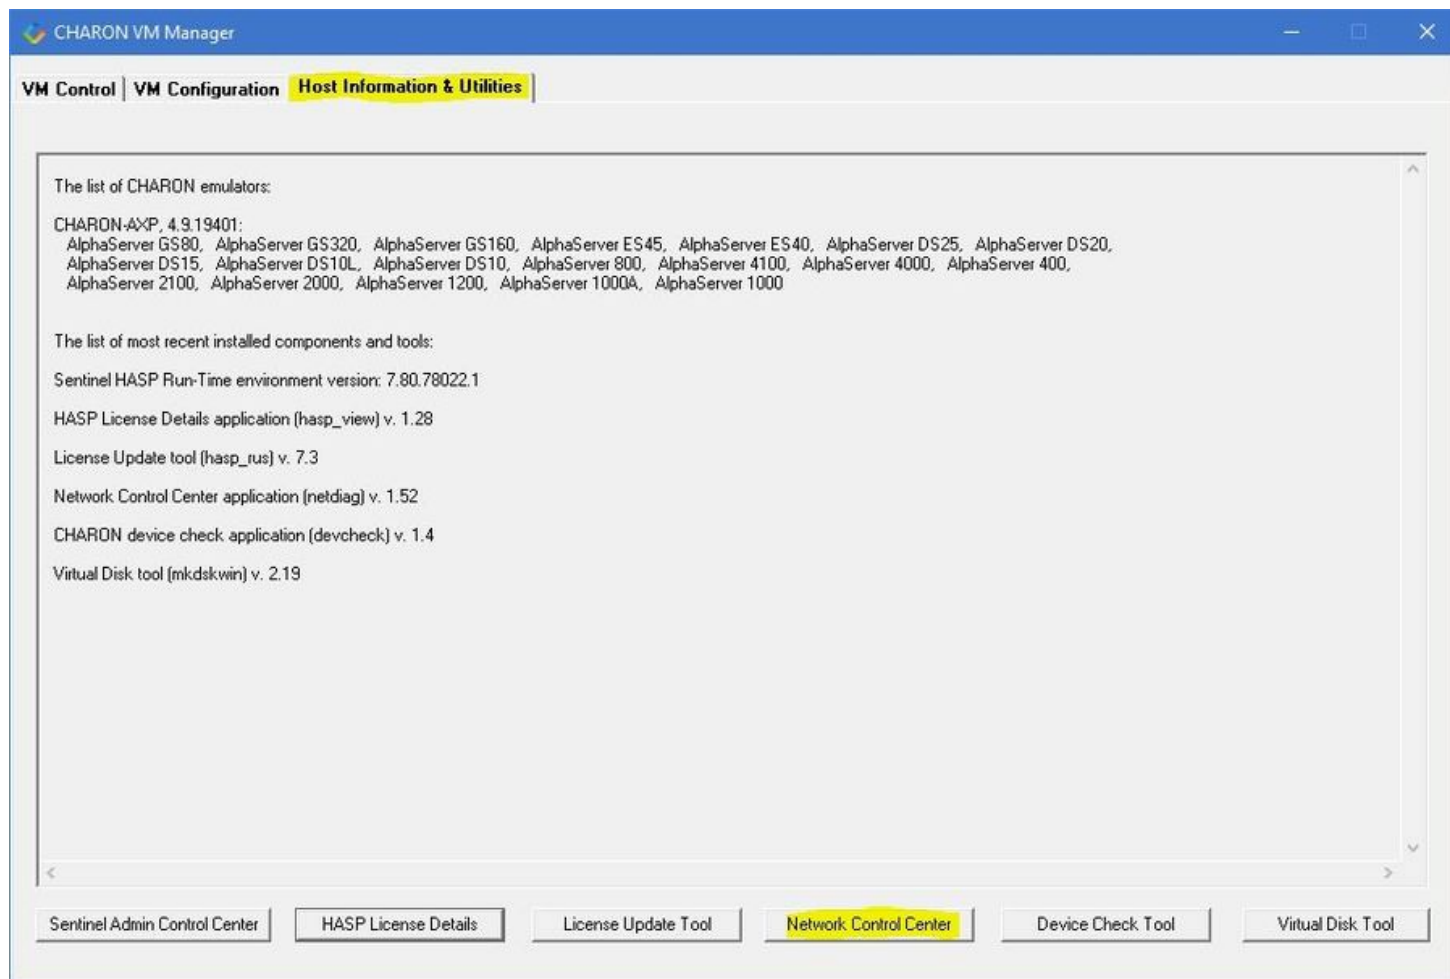 CHARON VM Manager
VM Control VM Configuration Host Information & Utilities
The list of CHARON emulators:
CHARON-AXP, 4.9.19401:
AlphaServer GS80, AlphaServer GS320, AlphaServer GS160, AlphaServer ES45, AlphaServer ES40, AlphaServer DS25, AlphaServer DS20,
AlphaServer DS15, AlphaServer DS10L, AlphaServer DS10, AlphaServer 800, AlphaServer 4100, AlphaServer 4000, AlphaServer 400,
AlphaServer 2100, AlphaServer 2000, AlphaServer 1200, AlphaServer 1000A, AlphaServer 1000
The list of most recent installed components and tools:
Sentinel HASP Run-Time environment version: 7.80.78022.1
HASP License Details application (hasp_view) v. 1.28
License Update tool (hasp_rus) v. 7.3
Network Control Center application (netdiag) v. 1.52
CHARON device check application (devcheck) v. 1.4
Virtual Disk tool (mkdskwin) v. 2.19
Sentinel Admin Control Center HASP License Details License Update Tool Network Control Center Device Check Tool Virtual Disk Tool